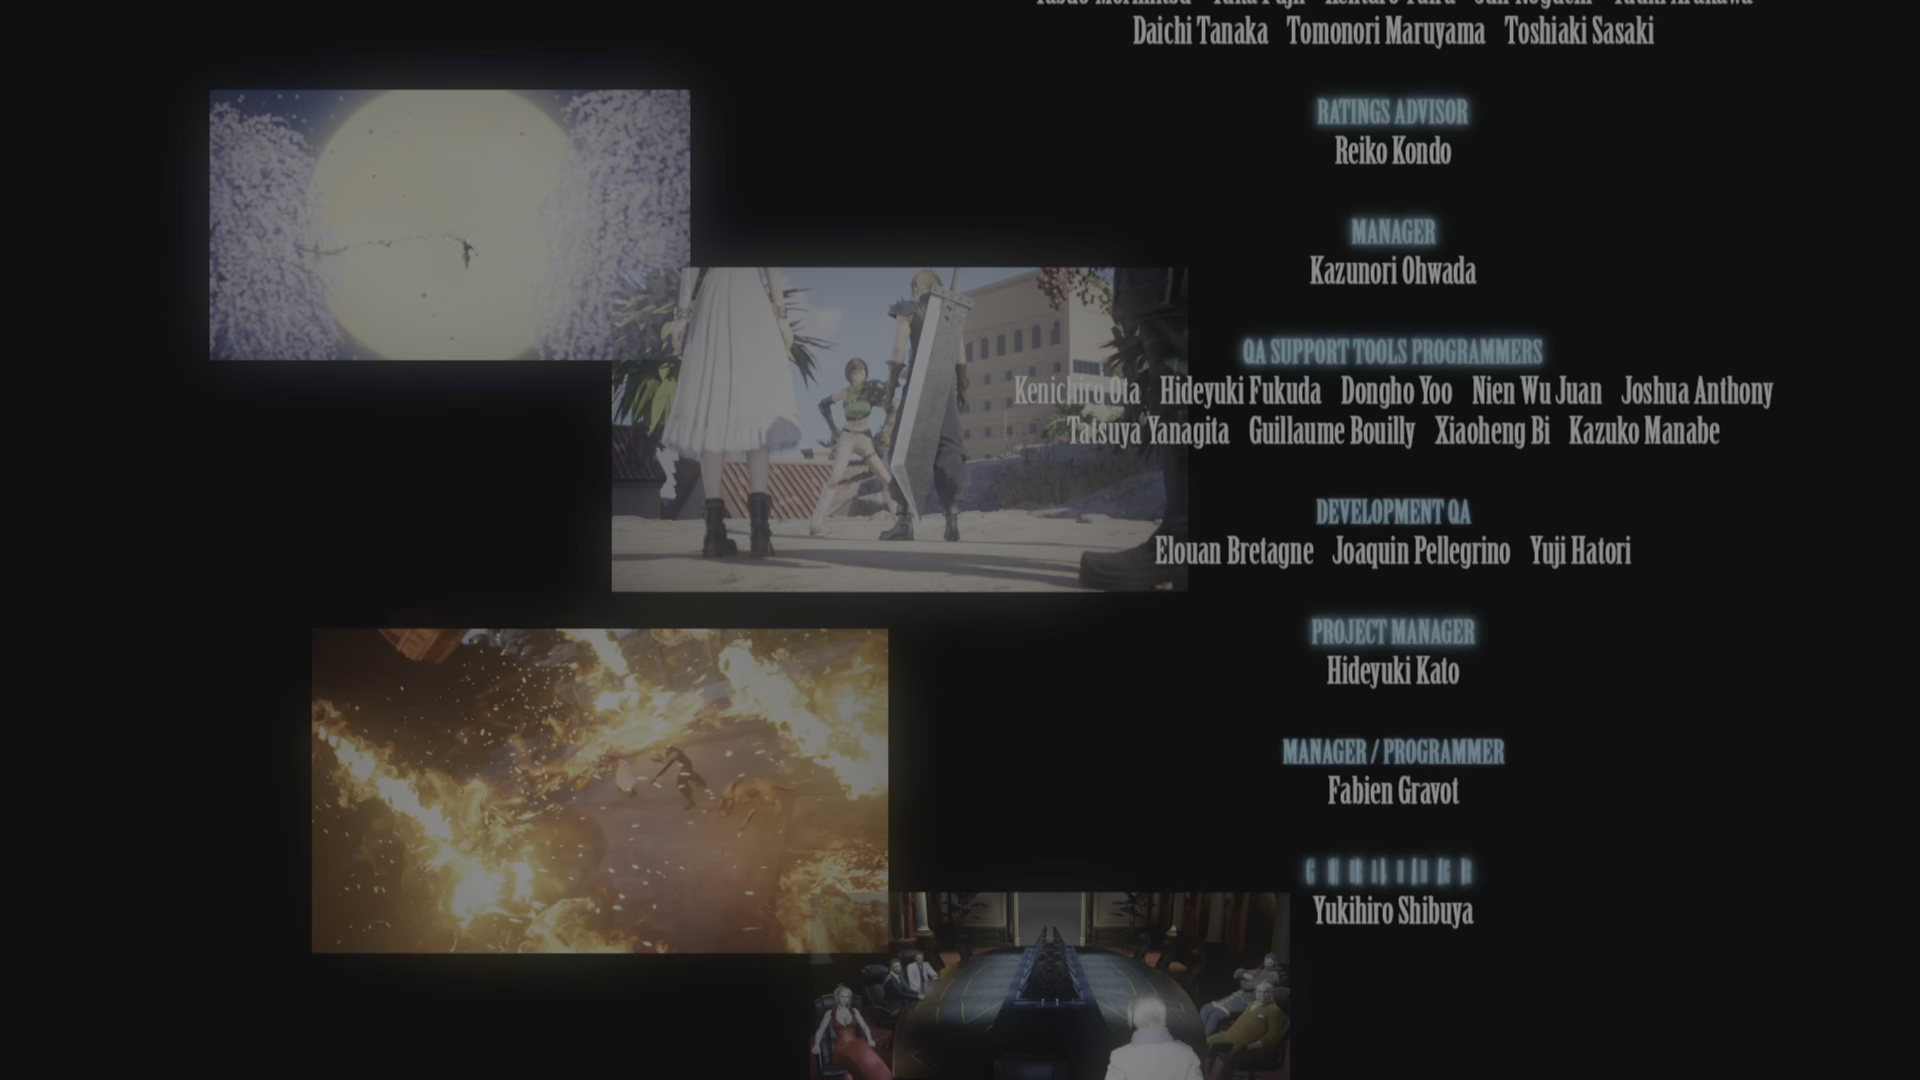 Daichi Tanaka Tomonori Maruyama Toshiaki Sasaki
RATINGS ADVISOR
Reiko Kondo
MANAGER
Kazunori Ohwada
QA SUPPORT TOOLS PROGRAMMERS
Kenichiro Ota Hideyuki Fukuda Dongho Yoo Nien Wu Juan Joshua Anthony
Tatsuya Yanagita Guillaume Bouilly Xiaoheng Bi Kazuko Manabe
DEVELOPMENT QA
Elouan Bretagne Joaquin Pellegrino Yuji Hatori
PROJECT MANAGER
Hideyuki Kato
MANAGER / PROGRAMMER
Fabien Gravot
Yukihiro Shibuya